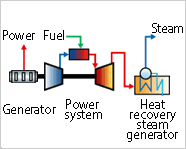 Power
Fuel
Steam
Generator
Power
system
Heat
recovery
steam
generator